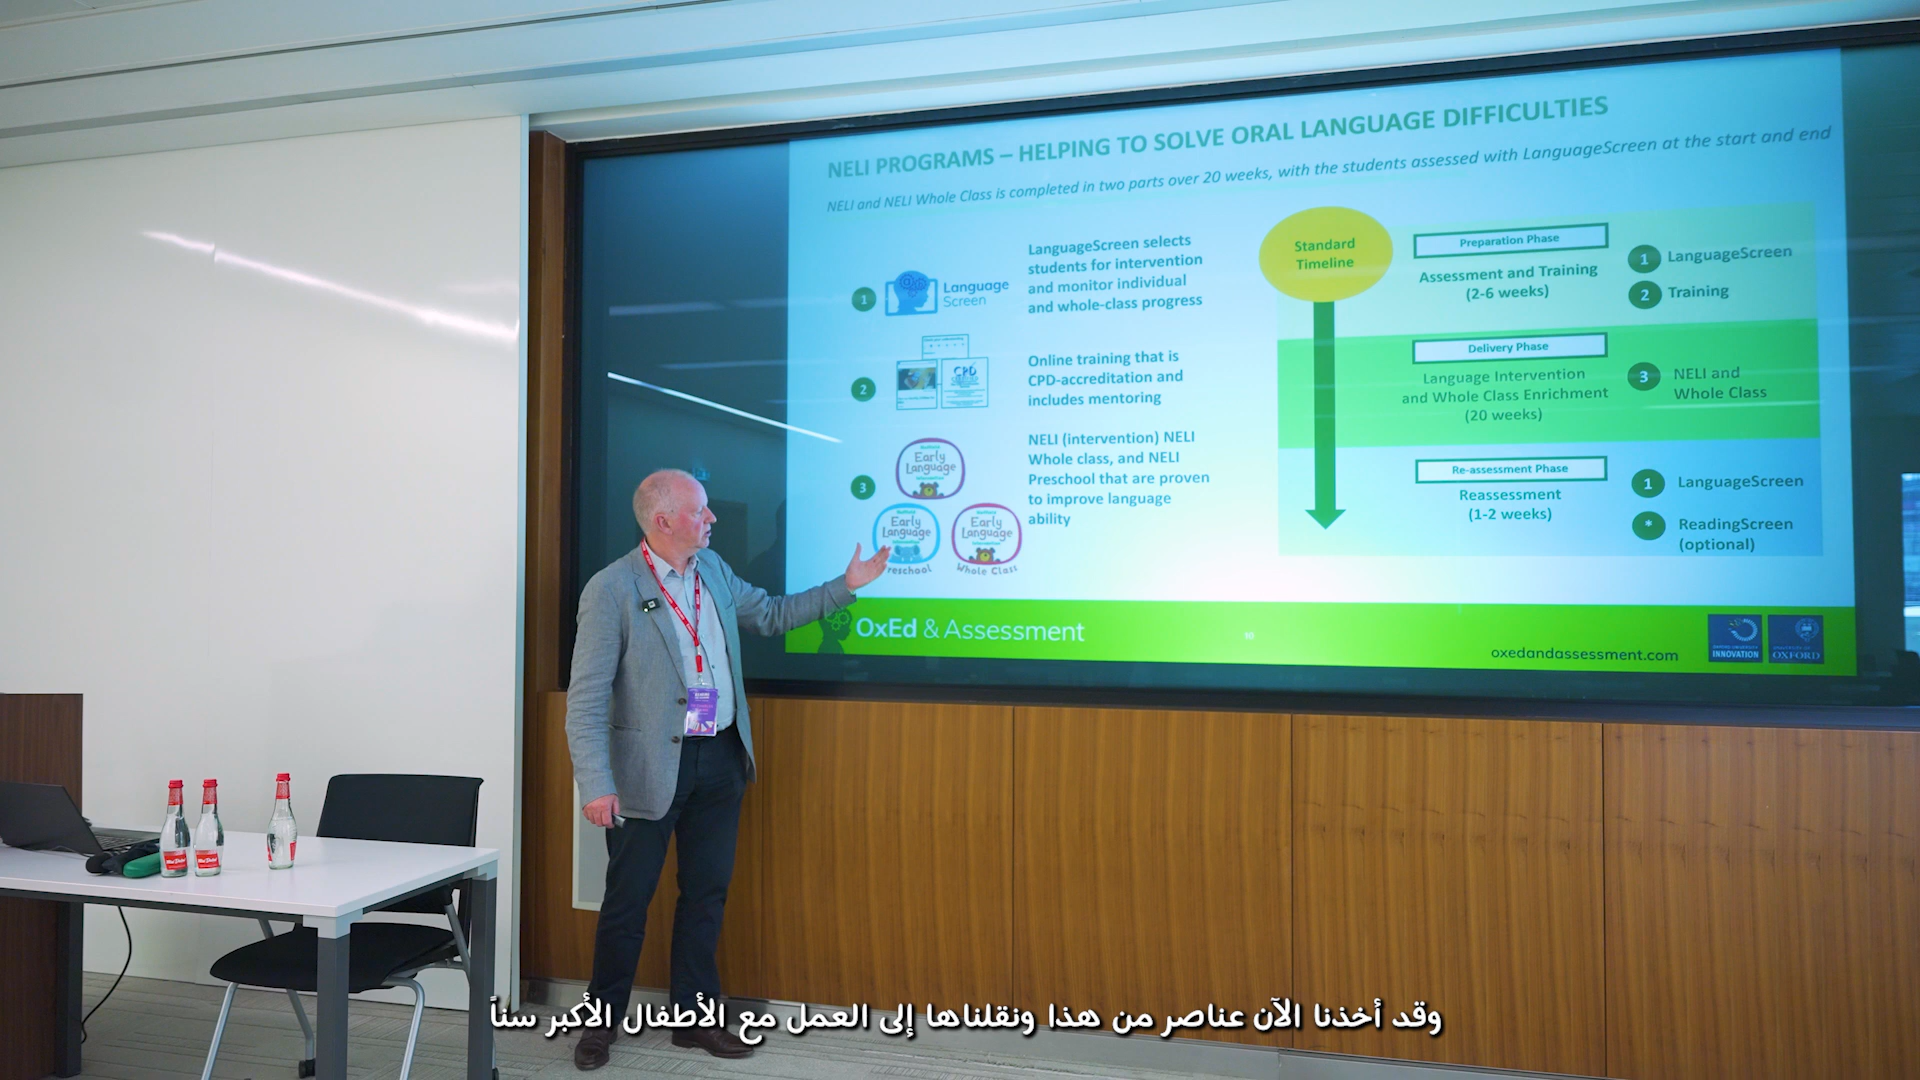 NELI PROGRAMS – HELPING TO SOLVE ORAL LANGUAGE DIFFICULTIES
NELI and NELI Whole Class is completed in two parts over 20 weeks, with the students assessed with LanguageScreen at the start and end
1
Language
Screen
LanguageScreen selects
students for intervention
and monitor individual
and whole-class progress
2
CPD
Online training that is
CPD-accreditation and
includes mentoring
3
Early
Language
Early
Language
reschool
Early
Language
Whole Class
NELI (intervention) NELI
Whole class, and NELI
Preschool that are proven
to improve language
ability
Standard
Timeline
Preparation Phase
Assessment and Training
(2-6 weeks)
1 LanguageScreen
2 Training
Delivery Phase
Language Intervention
and Whole Class Enrichment
(20 weeks)
3 NELI and
Whole Class
Re-assessment Phase
Reassessment
(1-2 weeks)
1 LanguageScreen
* ReadingScreen
(optional)
OxEd & Assessment
10
oxedandassessment.com
INNOVATION
OXFORD
وقد أخذنا الآن عناصر من هذا ونقلناها إلى العمل مع الأطفال الأكبر سناً